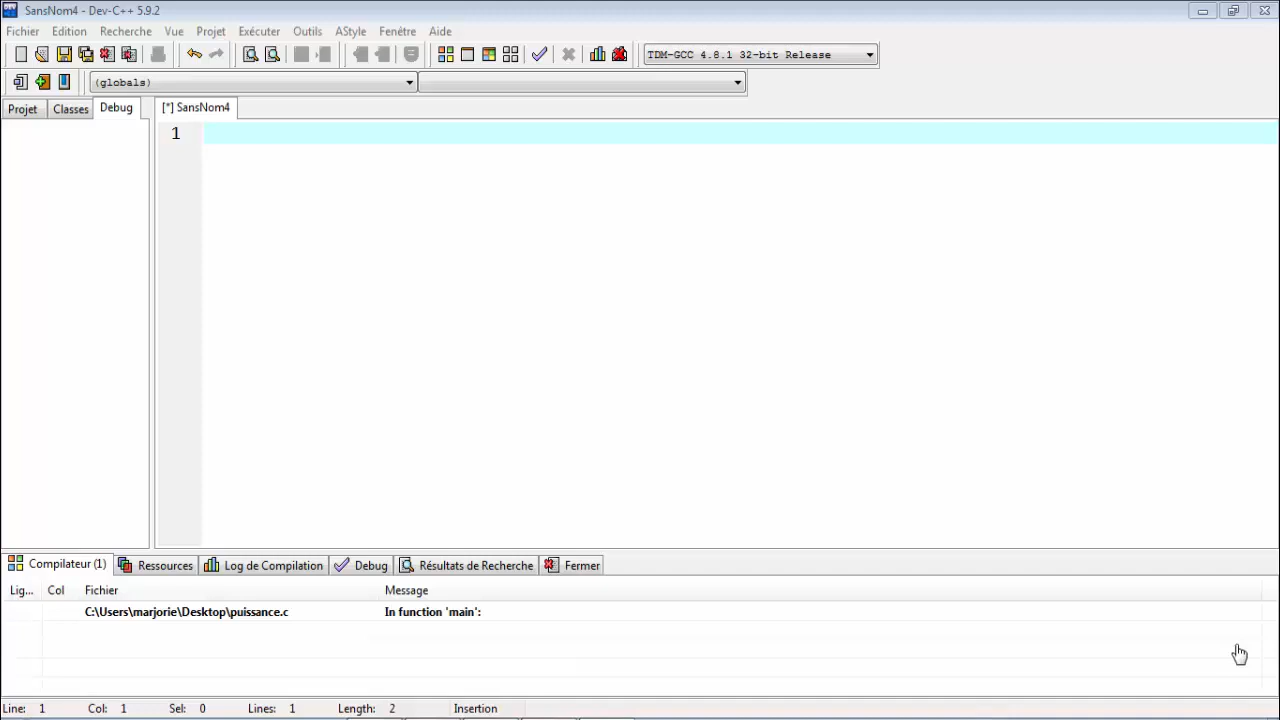 SansNom4 - Dev-C++ 5.9.2
Fichier Edition Recherche Vue Projet Exécuter Outils AStyle Fenêtre Aide
TDM-GCC 4.8.1 32-bit Release
(globals)
Projet Classes Debug [*] SansNom4
1
Compilateur (1) Ressources Log de Compilation Debug Résultats de Recherche Fermer
Lig... Col Fichier Message
C:\Users\marjorie\Desktop\puissance.c In function 'main':
Line: 1 Col: 1 Sel: 0 Lines: 1 Length: 2 Insertion